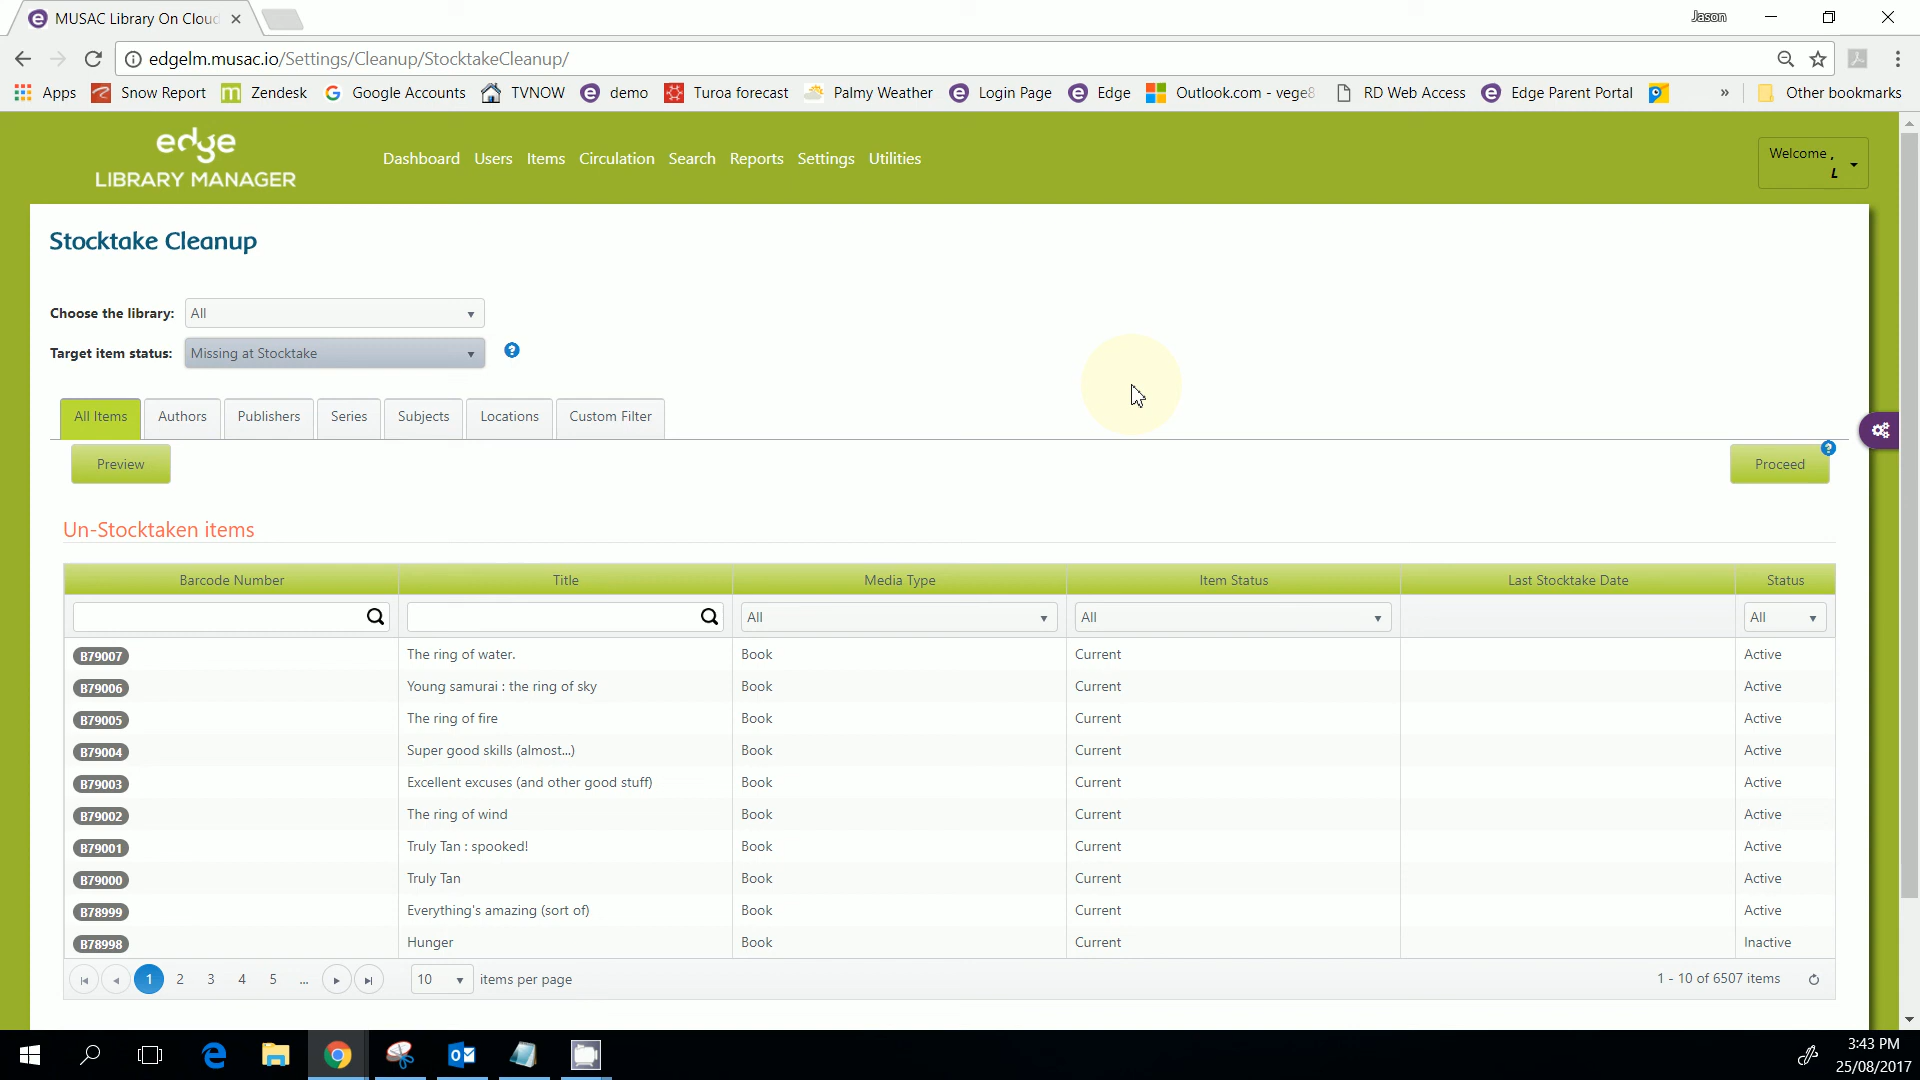 MUSAC Library On Cloud
Jason
edgelm.musac.io/Settings/Cleanup/StocktakeCleanup/
Apps Snow Report Zendesk Google Accounts TVNOW demo Turoa forecast Palmy Weather Login Page Edge Outlook.com - vege8 RD Web Access Edge Parent Portal » Other bookmarks
edge
LIBRARY MANAGER
Dashboard Users Items Circulation Search Reports Settings Utilities
Welcome ,
L
Stocktake Cleanup
Choose the library: All
Target item status: Missing at Stocktake ?
All Items Authors Publishers Series Subjects Locations Custom Filter
Preview Proceed ?
Un-Stocktaken items
Barcode Number Title Media Type Item Status Last Stocktake Date Status
All All All
B79007 The ring of water. Book Current Active
B79006 Young samurai : the ring of sky Book Current Active
B79005 The ring of fire Book Current Active
B79004 Super good skills (almost...) Book Current Active
B79003 Excellent excuses (and other good stuff) Book Current Active
B79002 The ring of wind Book Current Active
B79001 Truly Tan : spooked! Book Current Active
B79000 Truly Tan Book Current Active
B78999 Everything's amazing (sort of) Book Current Active
B78998 Hunger Book Current Inactive
1 2 3 4 5 ... 10 items per page 1 - 10 of 6507 items
3:43 PM
25/08/2017